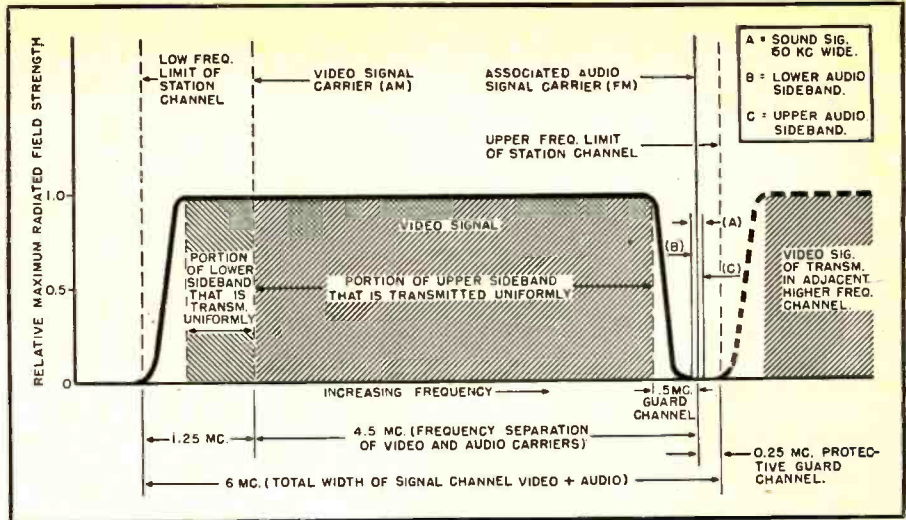 LOW FREQ.
LIMIT OF
STATION
CHANNEL
VIDEO SIGNAL
CARRIER (AM)
ASSOCIATED AUDIO
SIGNAL CARRIER (FM)
UPPER FREQ. LIMIT
OF STATION CHANNEL
A = SOUND SIG.
50 KC WIDE.
B = LOWER AUDIO
SIDEBAND.
C = UPPER AUDIO
SIDEBAND.
RELATIVE MAXIMUM RADIATED FIELD STRENGTH
1.0
0.5
0
PORTION
OF LOWER
SIDEBAND
THAT IS
TRANSM.
UNIFORMLY
VIDEO SIGNAL
PORTION OF UPPER SIDEBAND
THAT IS TRANSMITTED UNIFORMLY
(A)
(B)
(C)
VIDEO SIG.
OF TRANSM.
IN ADJACENT
HIGHER FREQ.
CHANNEL.
INCREASING FREQUENCY
.5MC.
GUARD
CHANNEL
1.25 MC.
4.5 MC. (FREQUENCY SEPARATION
OF VIDEO AND AUDIO CARRIERS)
0.25 MC. PROTEC-
TIVE GUARD
CHANNEL.
6 MC. (TOTAL WIDTH OF SIGNAL CHANNEL VIDEO + AUDIO)